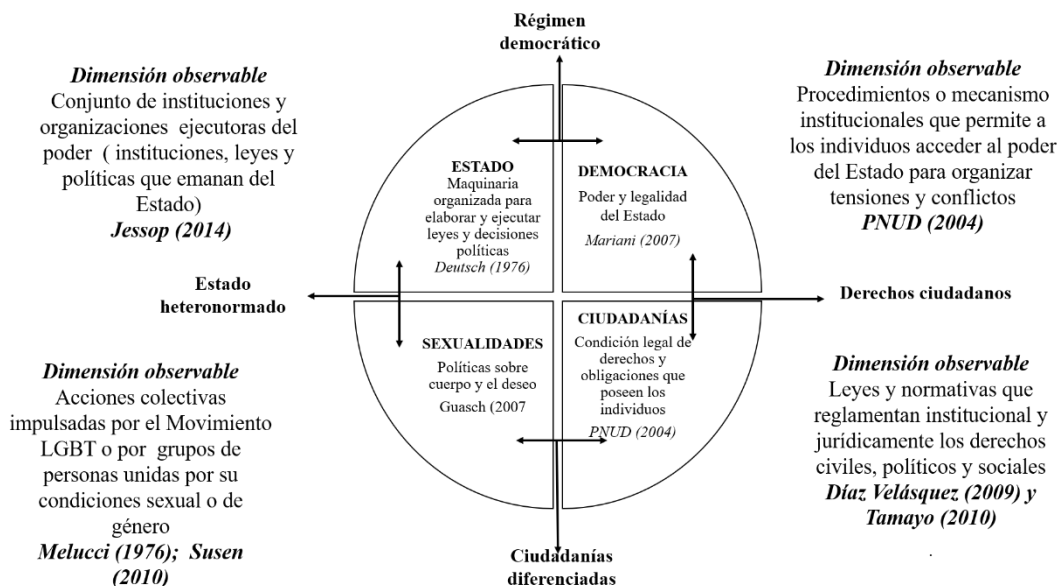 Régimen
democrático
Dimensión observable
Conjunto de instituciones y
organizaciones ejecutoras del
poder ( instituciones, leyes y
políticas que emanan del
Estado)
Jessop (2014)
Dimensión observable
Procedimientos o mecanismo
institucionales que permite a
los individuos acceder al poder
del Estado para organizar
tensiones y conflictos
PNUD (2004)
ESTADO
Maquinaria
organizada para
elaborar y ejecutar
leyes y decisiones
políticas
Deutsch (1976)
DEMOCRACIA
Poder y legalidad
del Estado
Mariani (2007)
Estado
heteronormado
Derechos ciudadanos
SEXUALIDADES
Políticas sobre
cuerpo y el deseo
Guasch (2007
CIUDADANÍAS
Condición legal de
derechos y
obligaciones que
poseen los
individuos
PNUD (2004)
Dimensión observable
Acciones colectivas
impulsadas por el Movimiento
LGBT o por grupos de
personas unidas por su
condiciones sexual o de
género
Melucci (1976); Susen
(2010)
Dimensión observable
Leyes y normativas que
reglamentan institucional y
jurídicamente los derechos
civiles, políticos y sociales
Díaz Velásquez (2009) y
Tamayo (2010)
.
Ciudadanías
diferenciadas